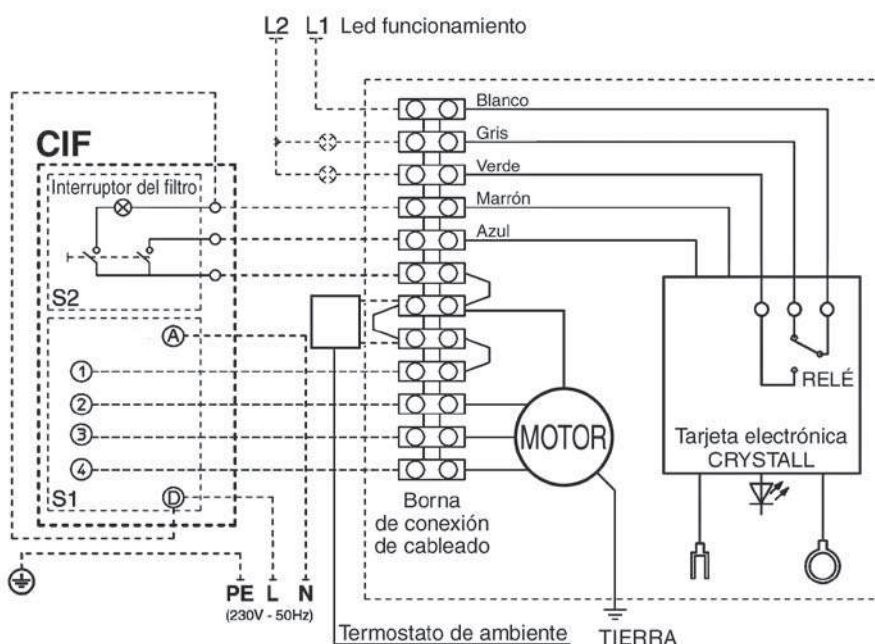 L2 L1 Led funcionamiento
CIF
Interruptor del filtro
S2
A
1
2
3
4
S1
D
Blanco
Gris
Verde
Marrón
Azul
MOTOR
RELÉ
Tarjeta electrónica
CRYSTALL
Borna
de conexión
de cableado
PE L N
(230V - 50Hz)
Termostato de ambiente
TIERRA